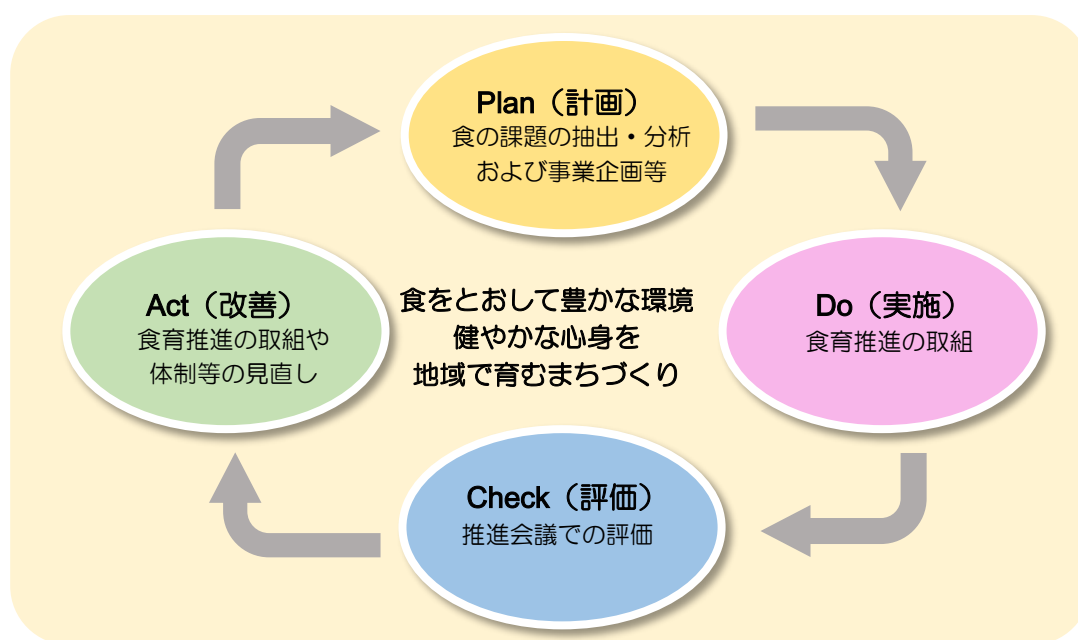 Plan（計画）
食の課題の抽出・分析
および事業企画等
Do（実施）
食育推進の取組
Check（評価）
推進会議での評価
Act（改善）
食育推進の取組や
体制等の見直し
食をとおして豊かな環境
健やかな心身を
地域で育むまちづくり